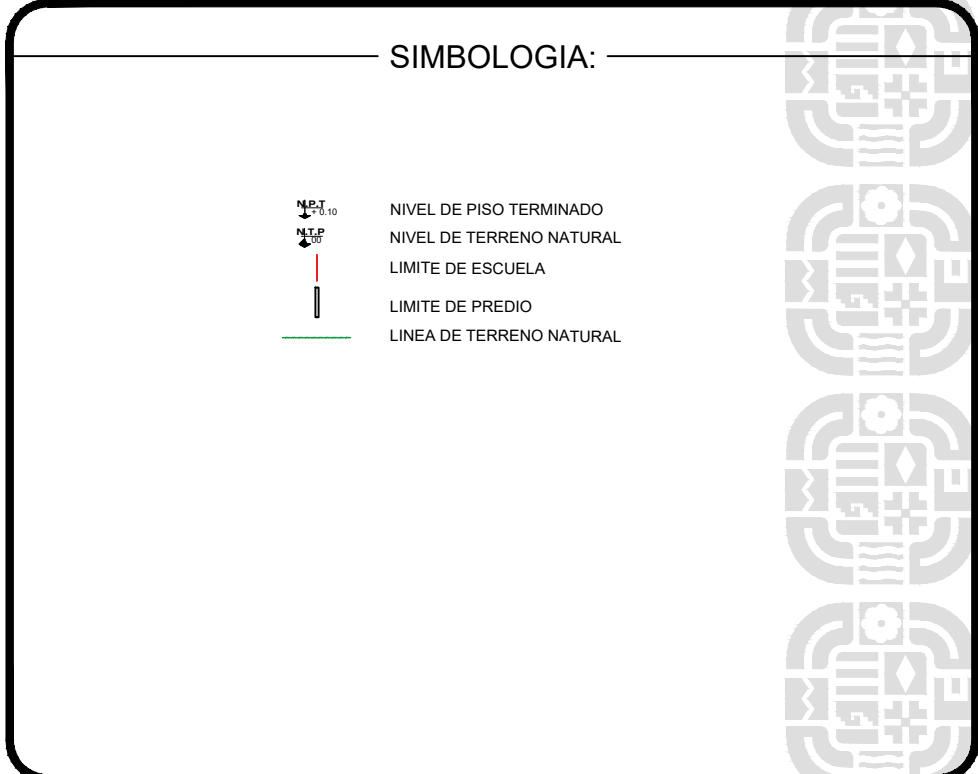 SIMBOLOGIA:
N.P.T
+ 0.10
NIVEL DE PISO TERMINADO
N.T.P
00
NIVEL DE TERRENO NATURAL
LIMITE DE ESCUELA
LIMITE DE PREDIO
LINEA DE TERRENO NATURAL